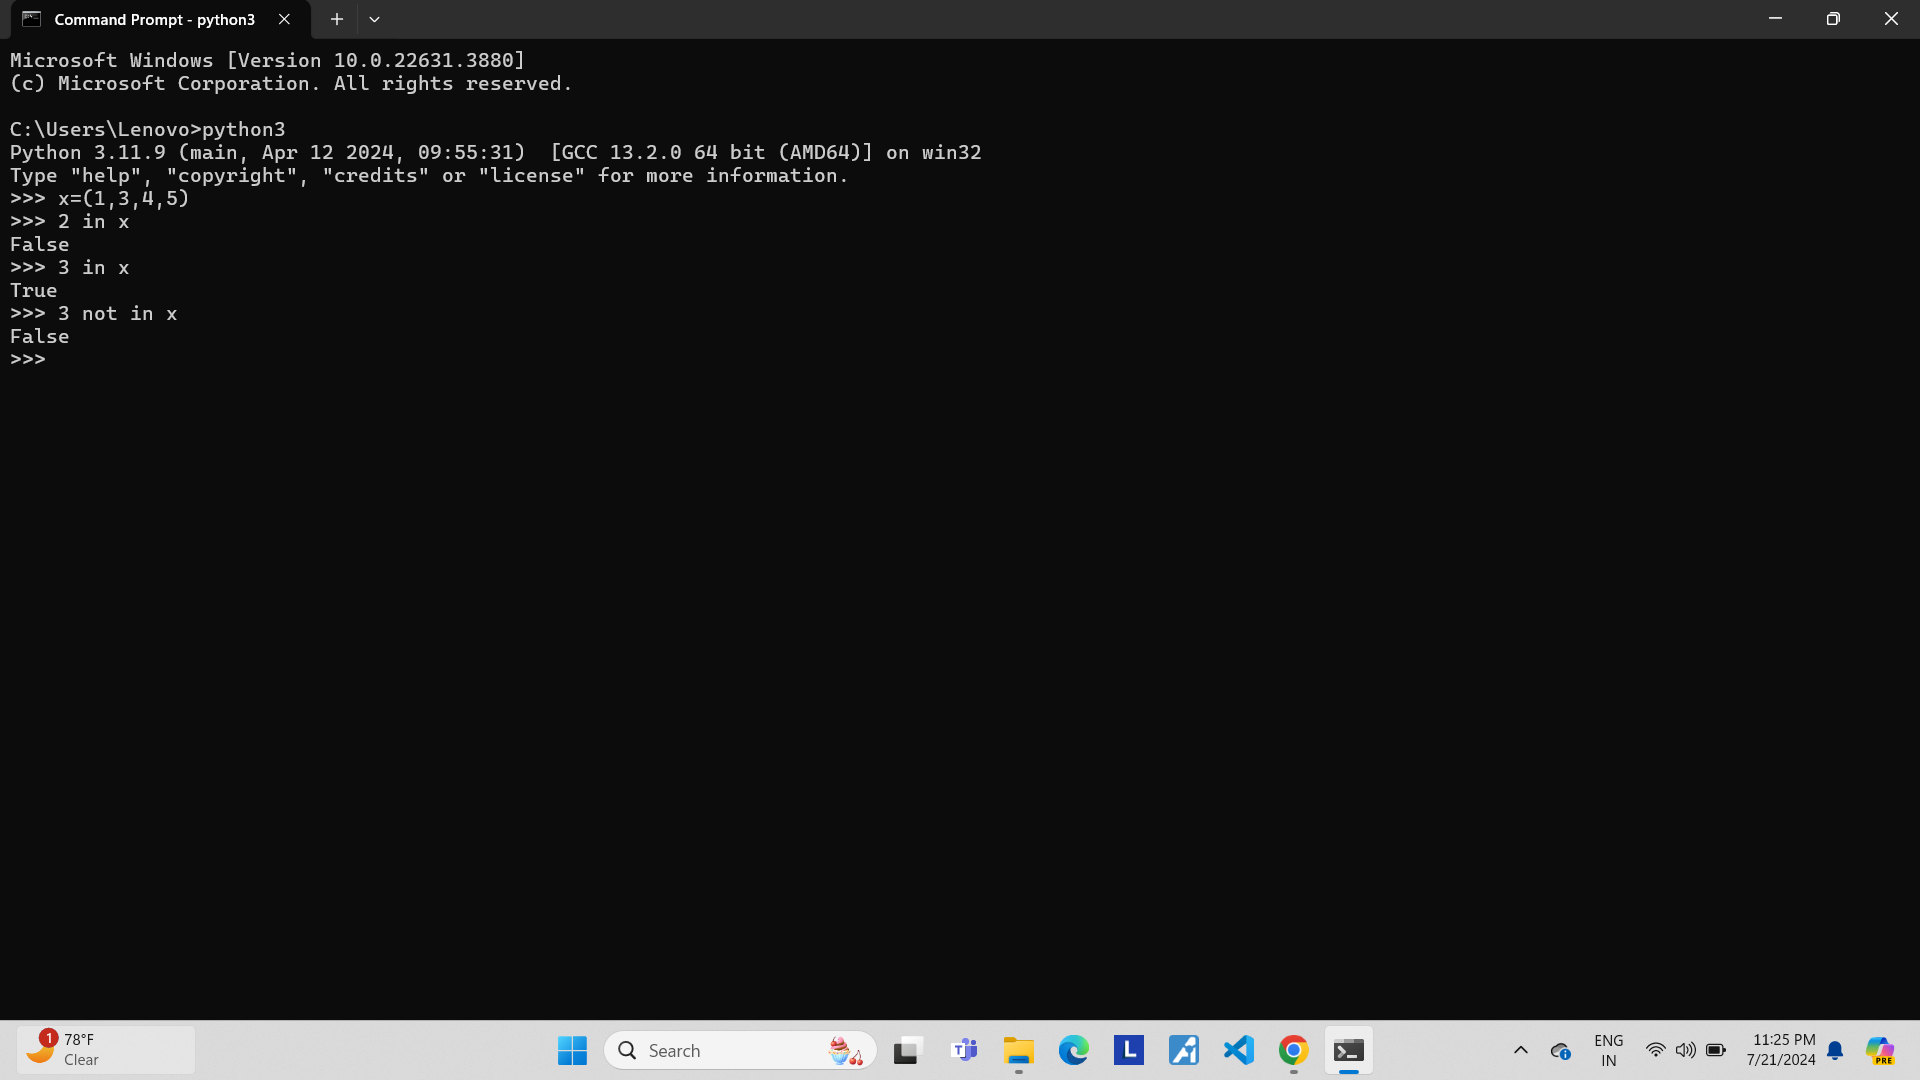 Command Prompt - python3
Microsoft Windows [Version 10.0.22631.3880]
(c) Microsoft Corporation. All rights reserved.
C:\Users\Lenovo>python3
Python 3.11.9 (main, Apr 12 2024, 09:55:31)  [GCC 13.2.0 64 bit (AMD64)] on win32
Type "help", "copyright", "credits" or "license" for more information.
>>> x=(1,3,4,5)
>>> 2 in x
False
>>> 3 in x
True
>>> 3 not in x
False
>>>
1
78°F
Clear
Search
T
L
ENG
IN
11:25 PM
7/21/2024
PRE